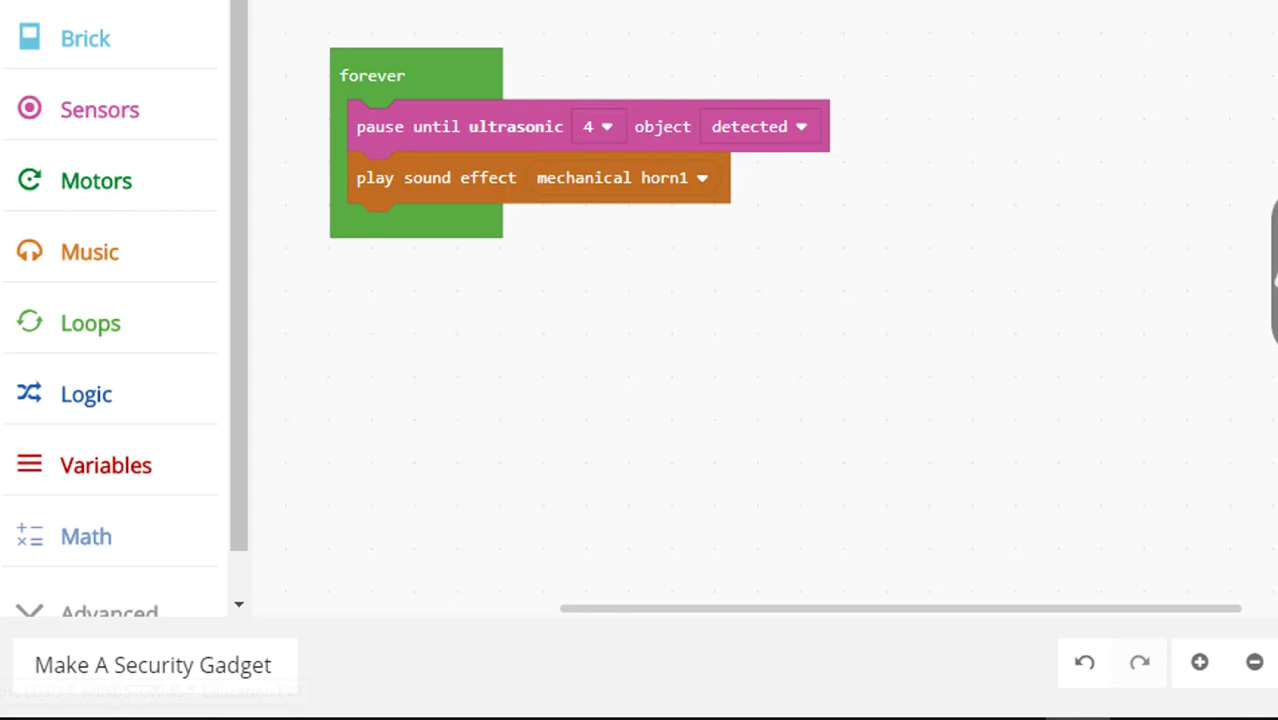 Brick
Sensors
Motors
Music
Loops
Logic
Variables
Math
Advanced
forever
pause until ultrasonic 4 object detected
play sound effect mechanical horn1
Make A Security Gadget